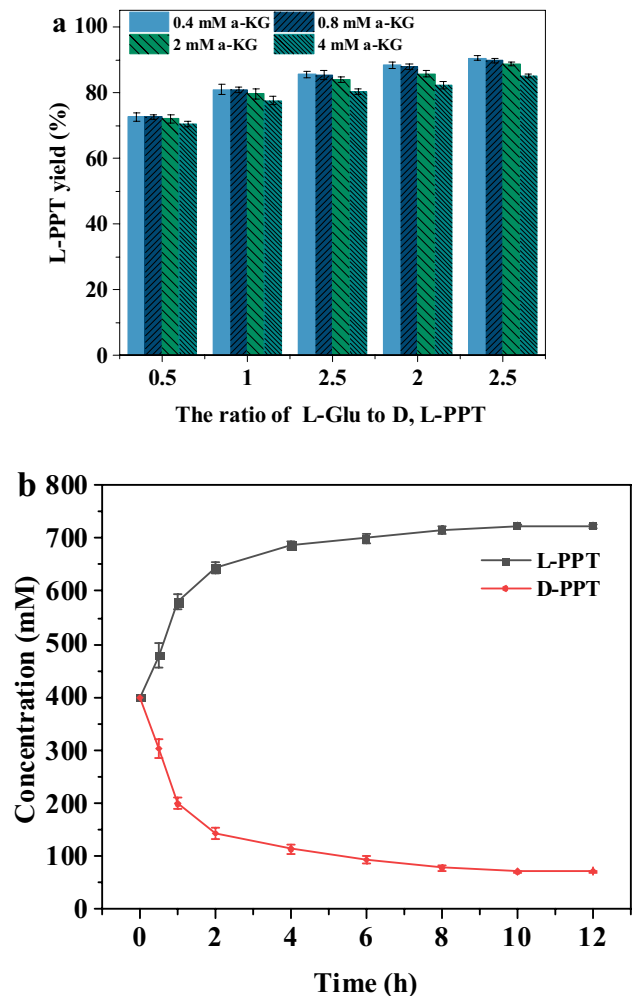 a
0.4 mM a-KG 0.8 mM a-KG
2 mM a-KG 4 mM a-KG
100
80
60
40
20
0
L-PPT yield (%)
0.5 1 2.5 2 2.5
The ratio of L-Glu to D, L-PPT
b
800
700
600
500
400
300
200
100
0
Concentration (mM)
L-PPT
D-PPT
0 2 4 6 8 10 12
Time (h)